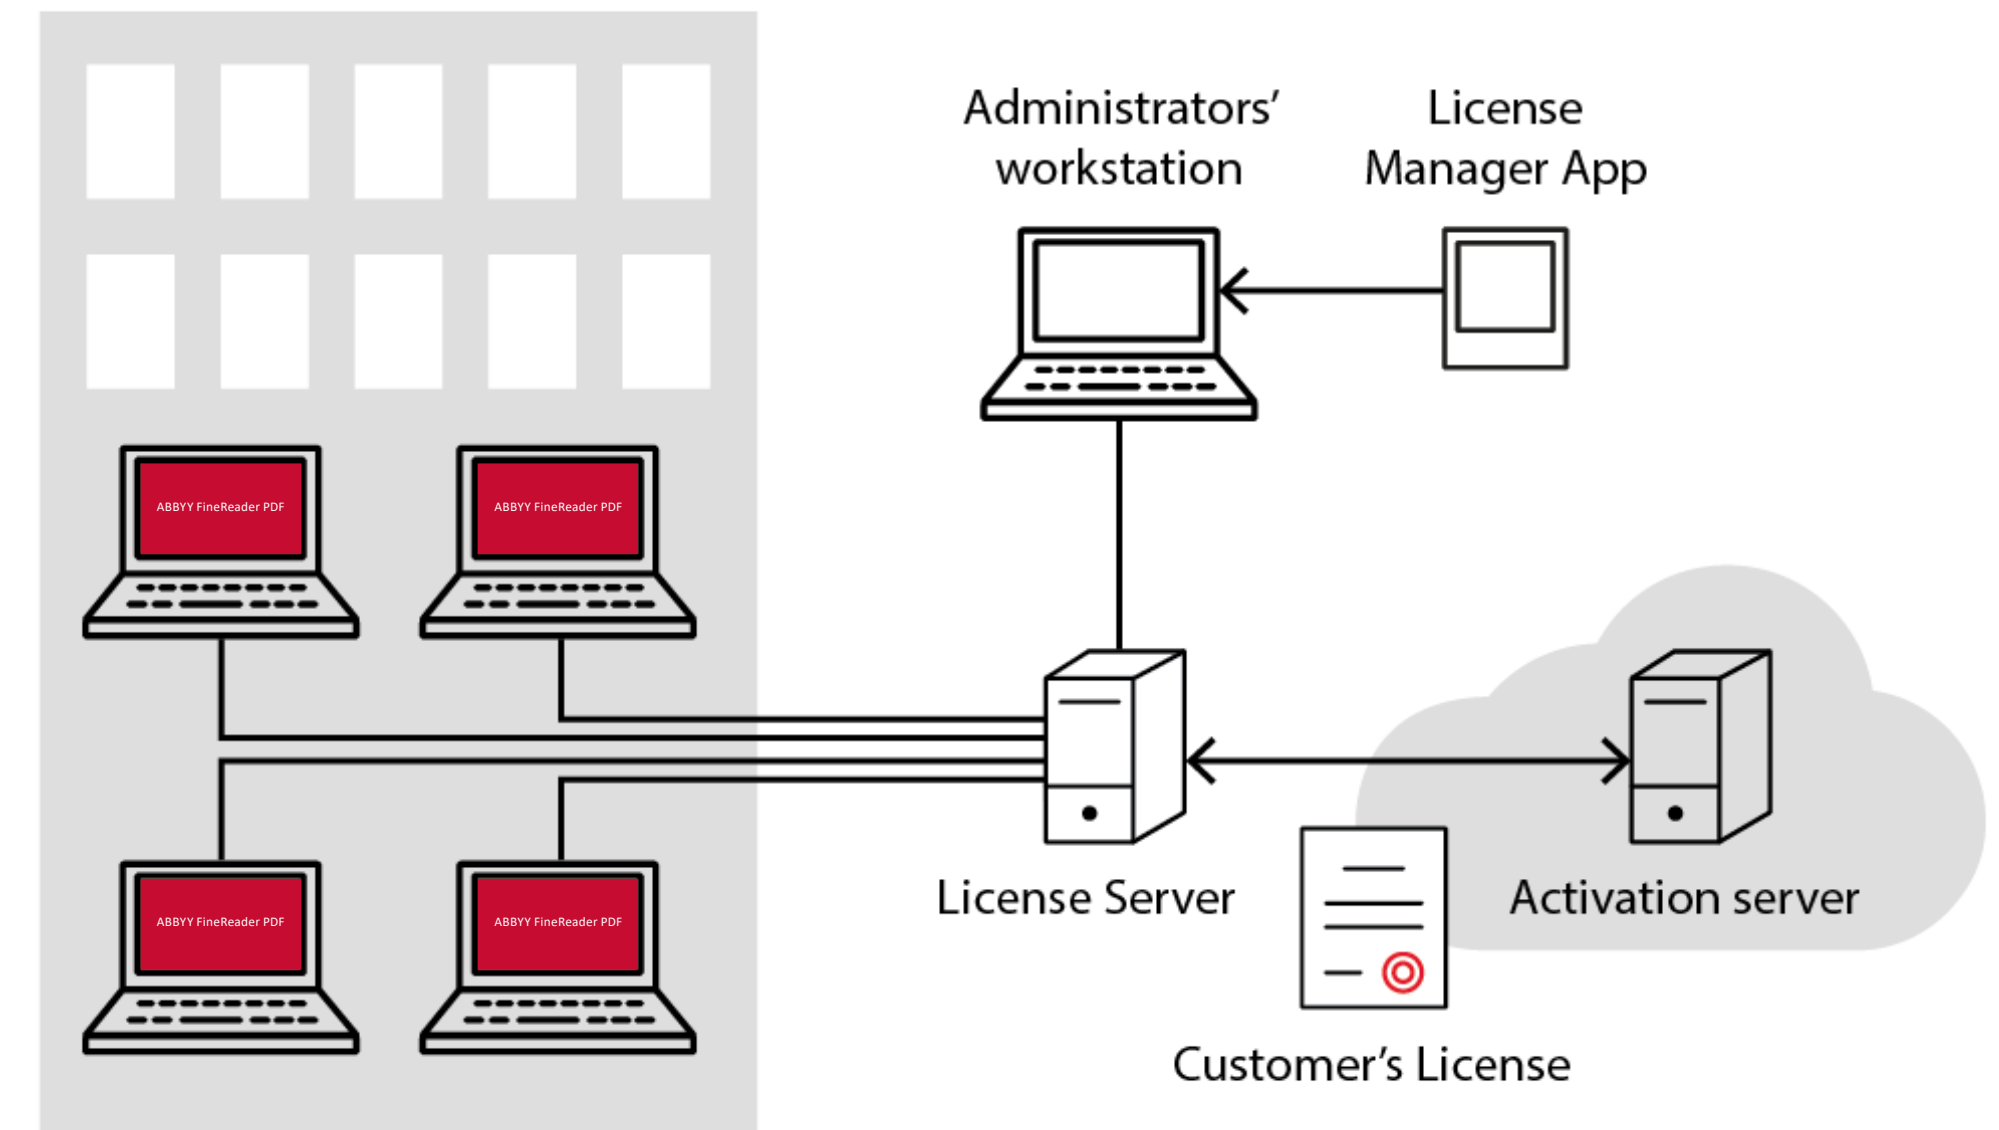 Administrators’
workstation
License
Manager App
ABBYY FineReader PDF
ABBYY FineReader PDF
License Server
Activation server
ABBYY FineReader PDF
ABBYY FineReader PDF
Customer’s License